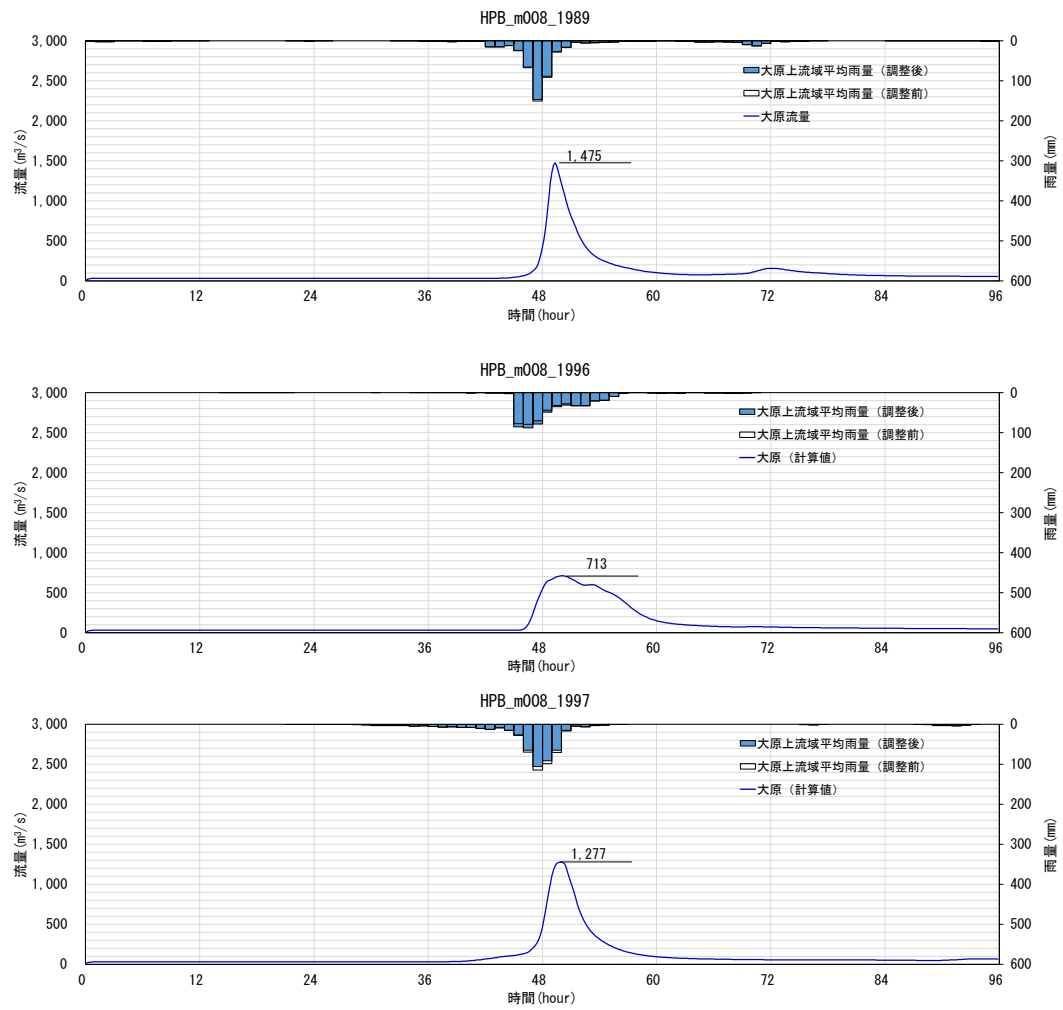 HPB_m008_1989
3,000
2,500
2,000
1,500
1,000
500
0
流量(m³/s)
大原上流域平均雨量（調整後）
大原上流域平均雨量（調整前）
大原流量
1,475
0
100
200
300
400
500
600
雨量(mm)
0 12 24 36 48 60 72 84 96
時間(hour)
HPB_m008_1996
3,000
2,500
2,000
1,500
1,000
500
0
流量(m³/s)
大原上流域平均雨量（調整後）
大原上流域平均雨量（調整前）
大原（計算値）
713
0
100
200
300
400
500
600
雨量(mm)
0 12 24 36 48 60 72 84 96
時間(hour)
HPB_m008_1997
3,000
2,500
2,000
1,500
1,000
500
0
流量(m³/s)
大原上流域平均雨量（調整後）
大原上流域平均雨量（調整前）
大原（計算値）
1,277
0
100
200
300
400
500
600
雨量(mm)
0 12 24 36 48 60 72 84 96
時間(hour)